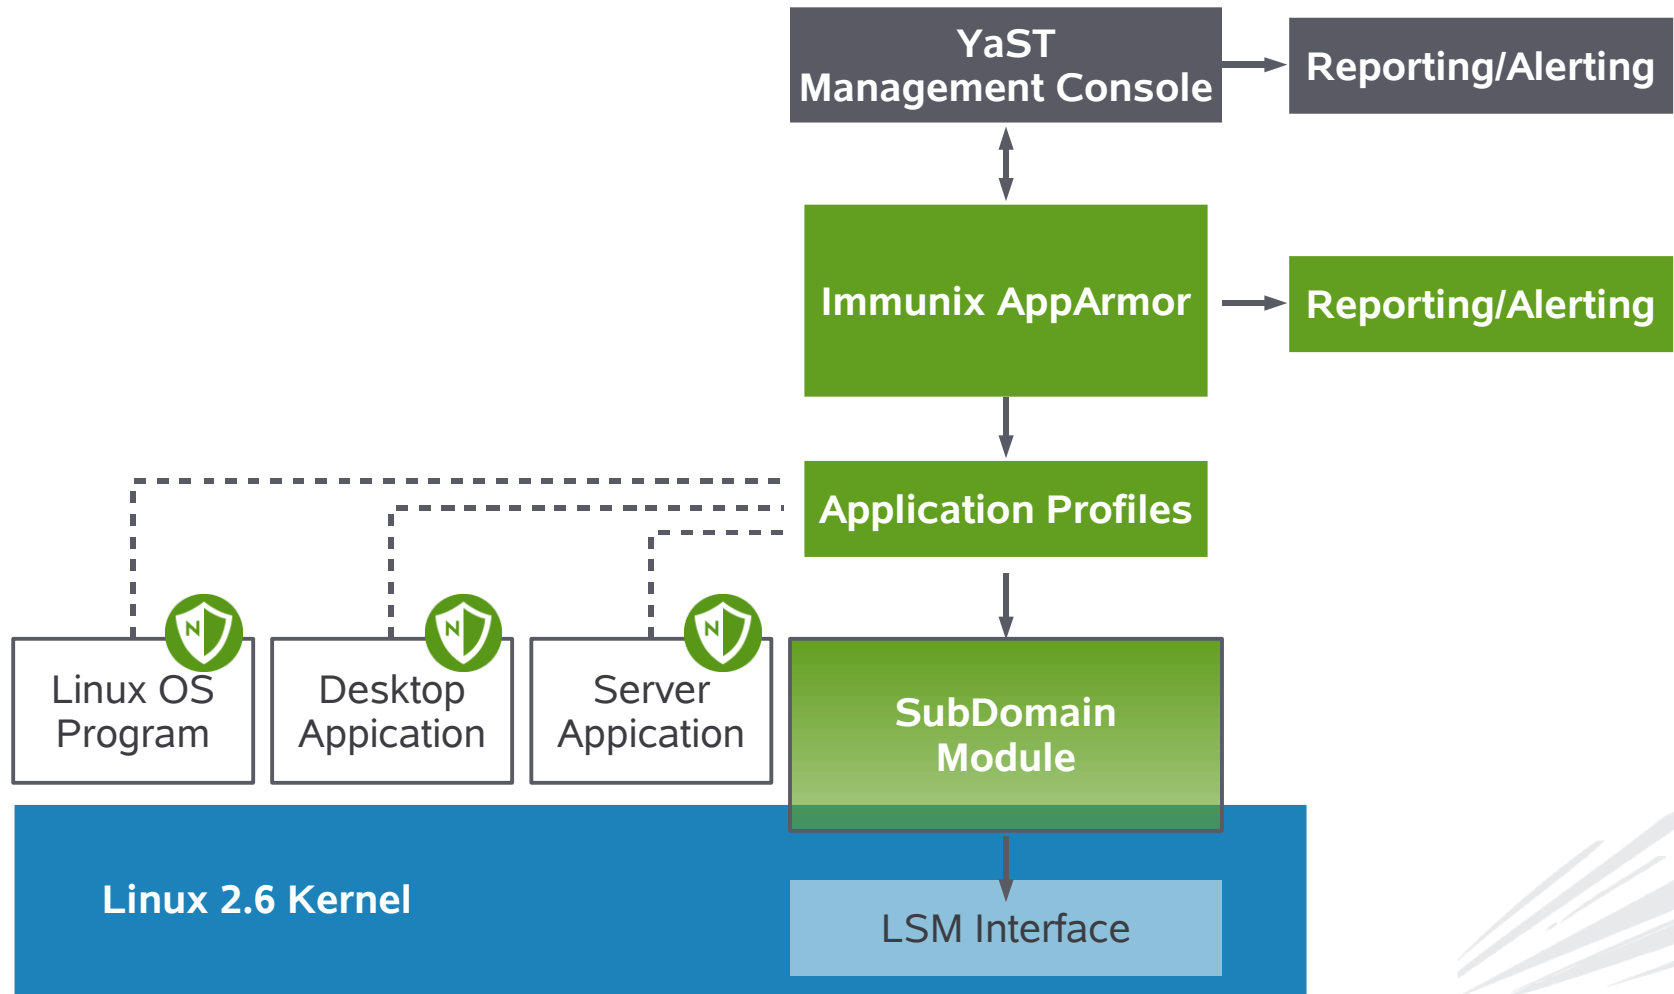 YaST
Management Console
Reporting/Alerting
Immunix AppArmor
Reporting/Alerting
Application Profiles
N
N
N
Linux OS
Program
Desktop
Appication
Server
Appication
SubDomain
Module
Linux 2.6 Kernel
LSM Interface